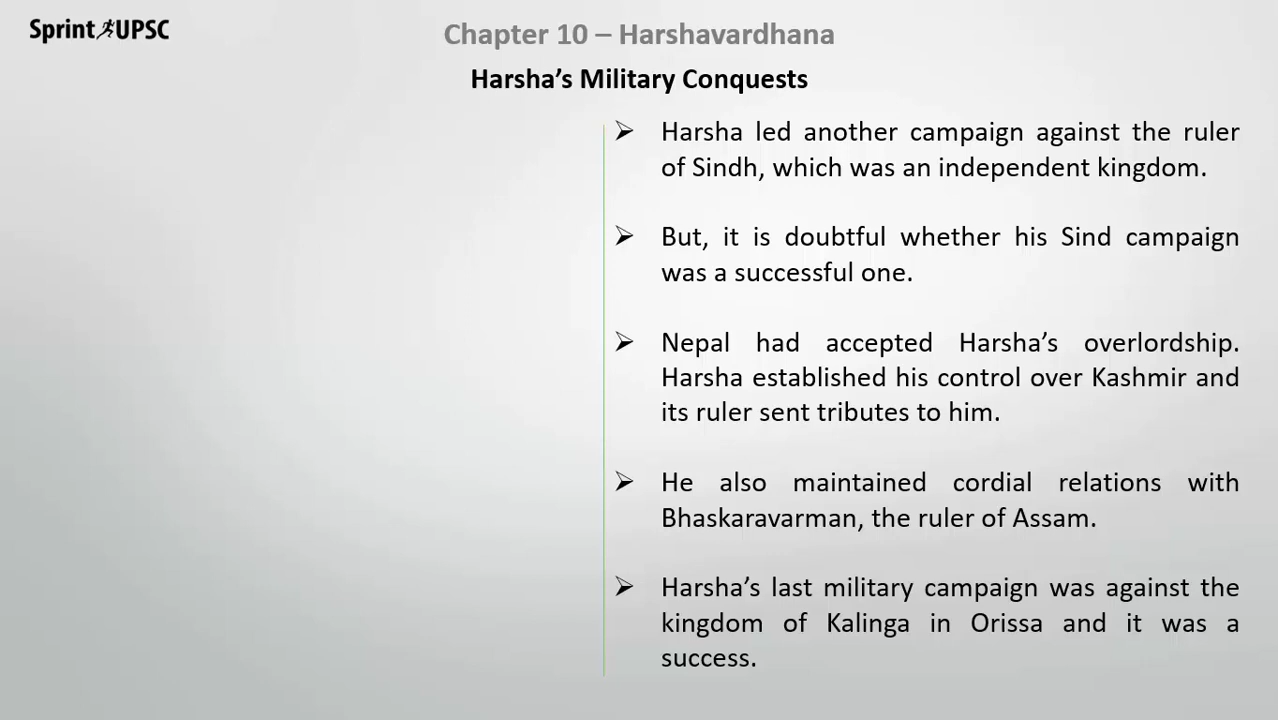 Sprint UPSC
Chapter 10 – Harshavardhana
Harsha’s Military Conquests
➢ Harsha led another campaign against the ruler
of Sindh, which was an independent kingdom.
➢ But, it is doubtful whether his Sind campaign
was a successful one.
➢ Nepal had accepted Harsha’s overlordship.
Harsha established his control over Kashmir and
its ruler sent tributes to him.
➢ He also maintained cordial relations with
Bhaskaravarman, the ruler of Assam.
➢ Harsha’s last military campaign was against the
kingdom of Kalinga in Orissa and it was a
success.